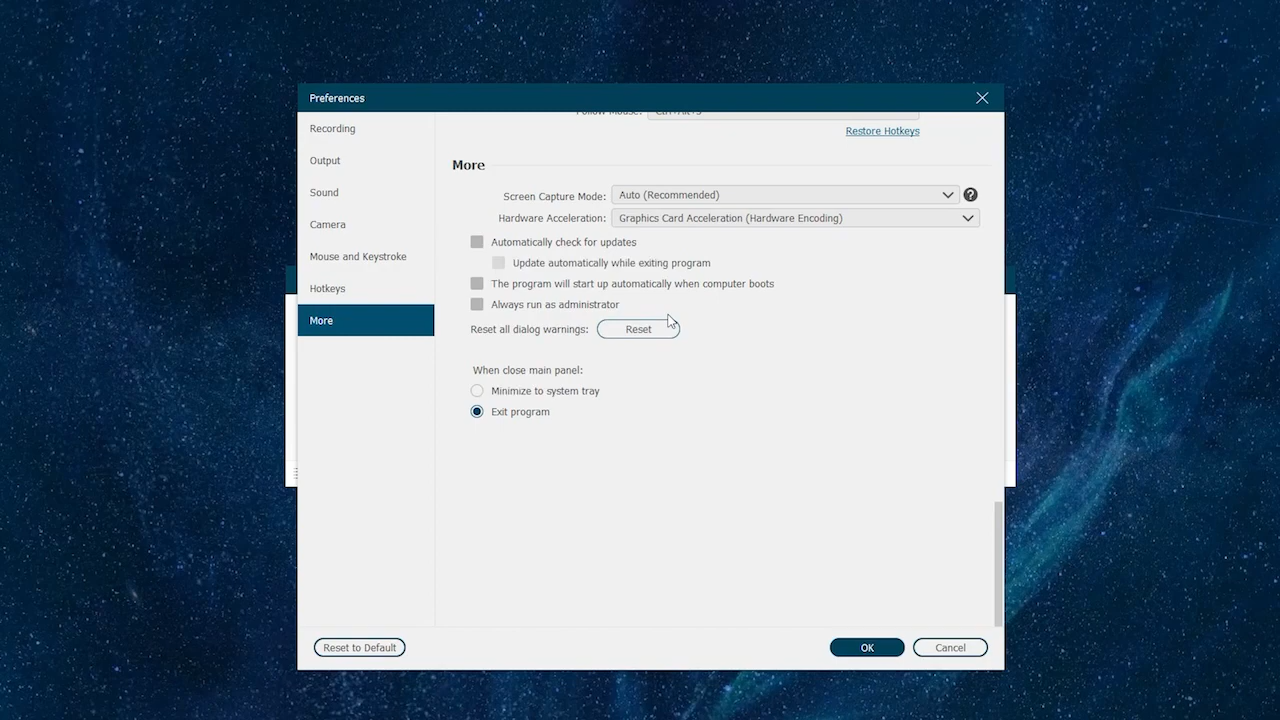 Preferences
Recording
Output
Sound
Camera
Mouse and Keystroke
Hotkeys
More
Restore Hotkeys
More
Screen Capture Mode: Auto (Recommended)
Hardware Acceleration: Graphics Card Acceleration (Hardware Encoding)
Automatically check for updates
Update automatically while exiting program
The program will start up automatically when computer boots
Always run as administrator
Reset all dialog warnings: Reset
When close main panel:
Minimize to system tray
Exit program
Reset to Default
OK
Cancel